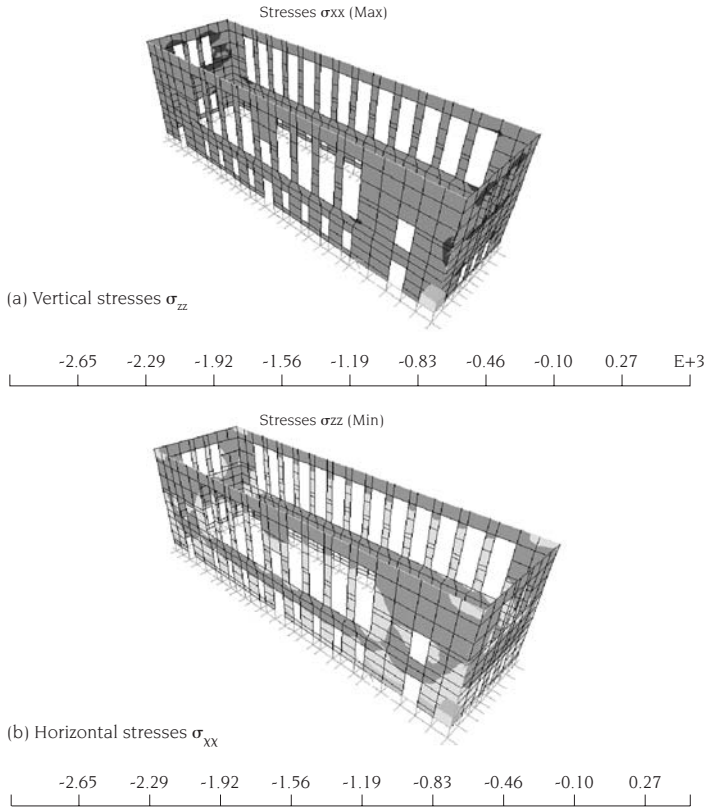 Stresses σxx (Max)
(a) Vertical stresses σzz
-2.65 -2.29 -1.92 -1.56 -1.19 -0.83 -0.46 -0.10 0.27 E+3
Stresses σzz (Min)
(b) Horizontal stresses σxx
-2.65 -2.29 -1.92 -1.56 -1.19 -0.83 -0.46 -0.10 0.27